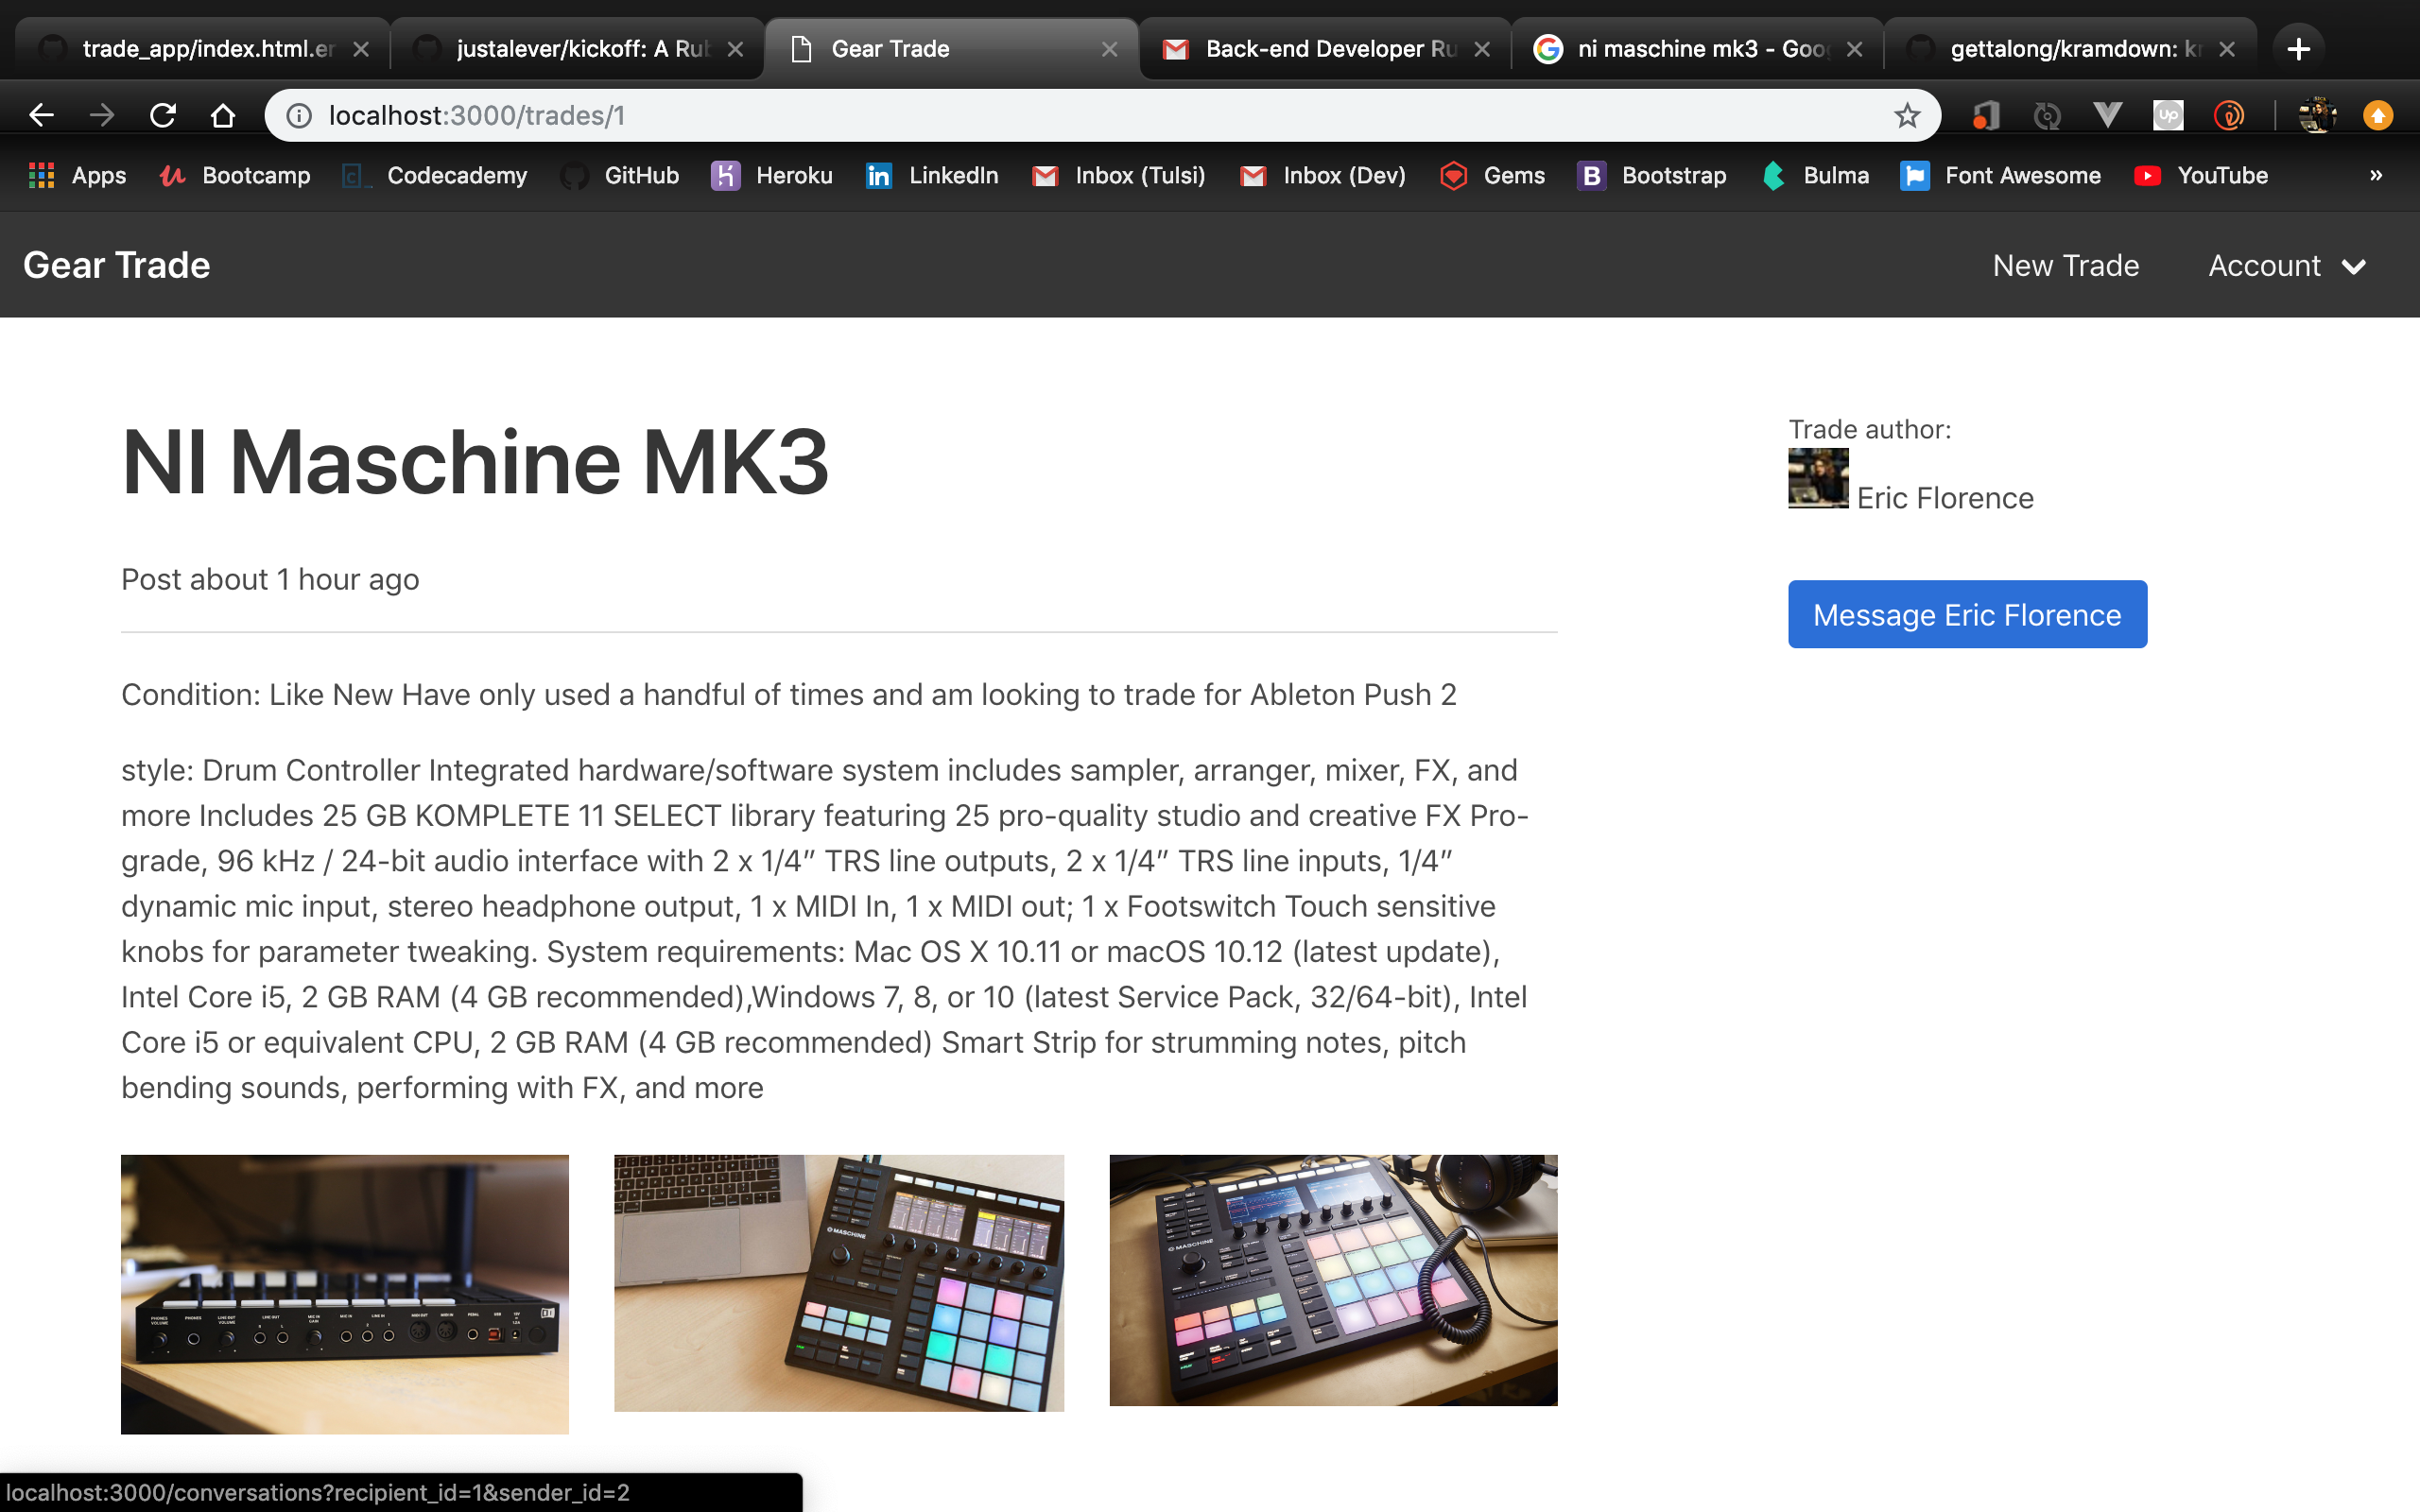 trade_app/index.html.er
justalever/kickoff: A Rub
Gear Trade
Back-end Developer Ru
ni maschine mk3 - Goog
gettalong/kramdown: kr
localhost:3000/trades/1
Apps
Bootcamp
Codecademy
GitHub
Heroku
LinkedIn
Inbox (Tulsi)
Inbox (Dev)
Gems
B
Bootstrap
Bulma
Font Awesome
YouTube
»
Gear Trade
New Trade
Account
NI Maschine MK3
Post about 1 hour ago
Condition: Like New Have only used a handful of times and am looking to trade for Ableton Push 2
style: Drum Controller Integrated hardware/software system includes sampler, arranger, mixer, FX, and
more Includes 25 GB KOMPLETE 11 SELECT library featuring 25 pro-quality studio and creative FX Pro-
grade, 96 kHz / 24-bit audio interface with 2 x 1/4″ TRS line outputs, 2 x 1/4″ TRS line inputs, 1/4″
dynamic mic input, stereo headphone output, 1 x MIDI In, 1 x MIDI out; 1 x Footswitch Touch sensitive
knobs for parameter tweaking. System requirements: Mac OS X 10.11 or macOS 10.12 (latest update),
Intel Core i5, 2 GB RAM (4 GB recommended),Windows 7, 8, or 10 (latest Service Pack, 32/64-bit), Intel
Core i5 or equivalent CPU, 2 GB RAM (4 GB recommended) Smart Strip for strumming notes, pitch
bending sounds, performing with FX, and more
Trade author:
Eric Florence
Message Eric Florence
MASCHINE
MASCHINE
localhost:3000/conversations?recipient_id=1&sender_id=2